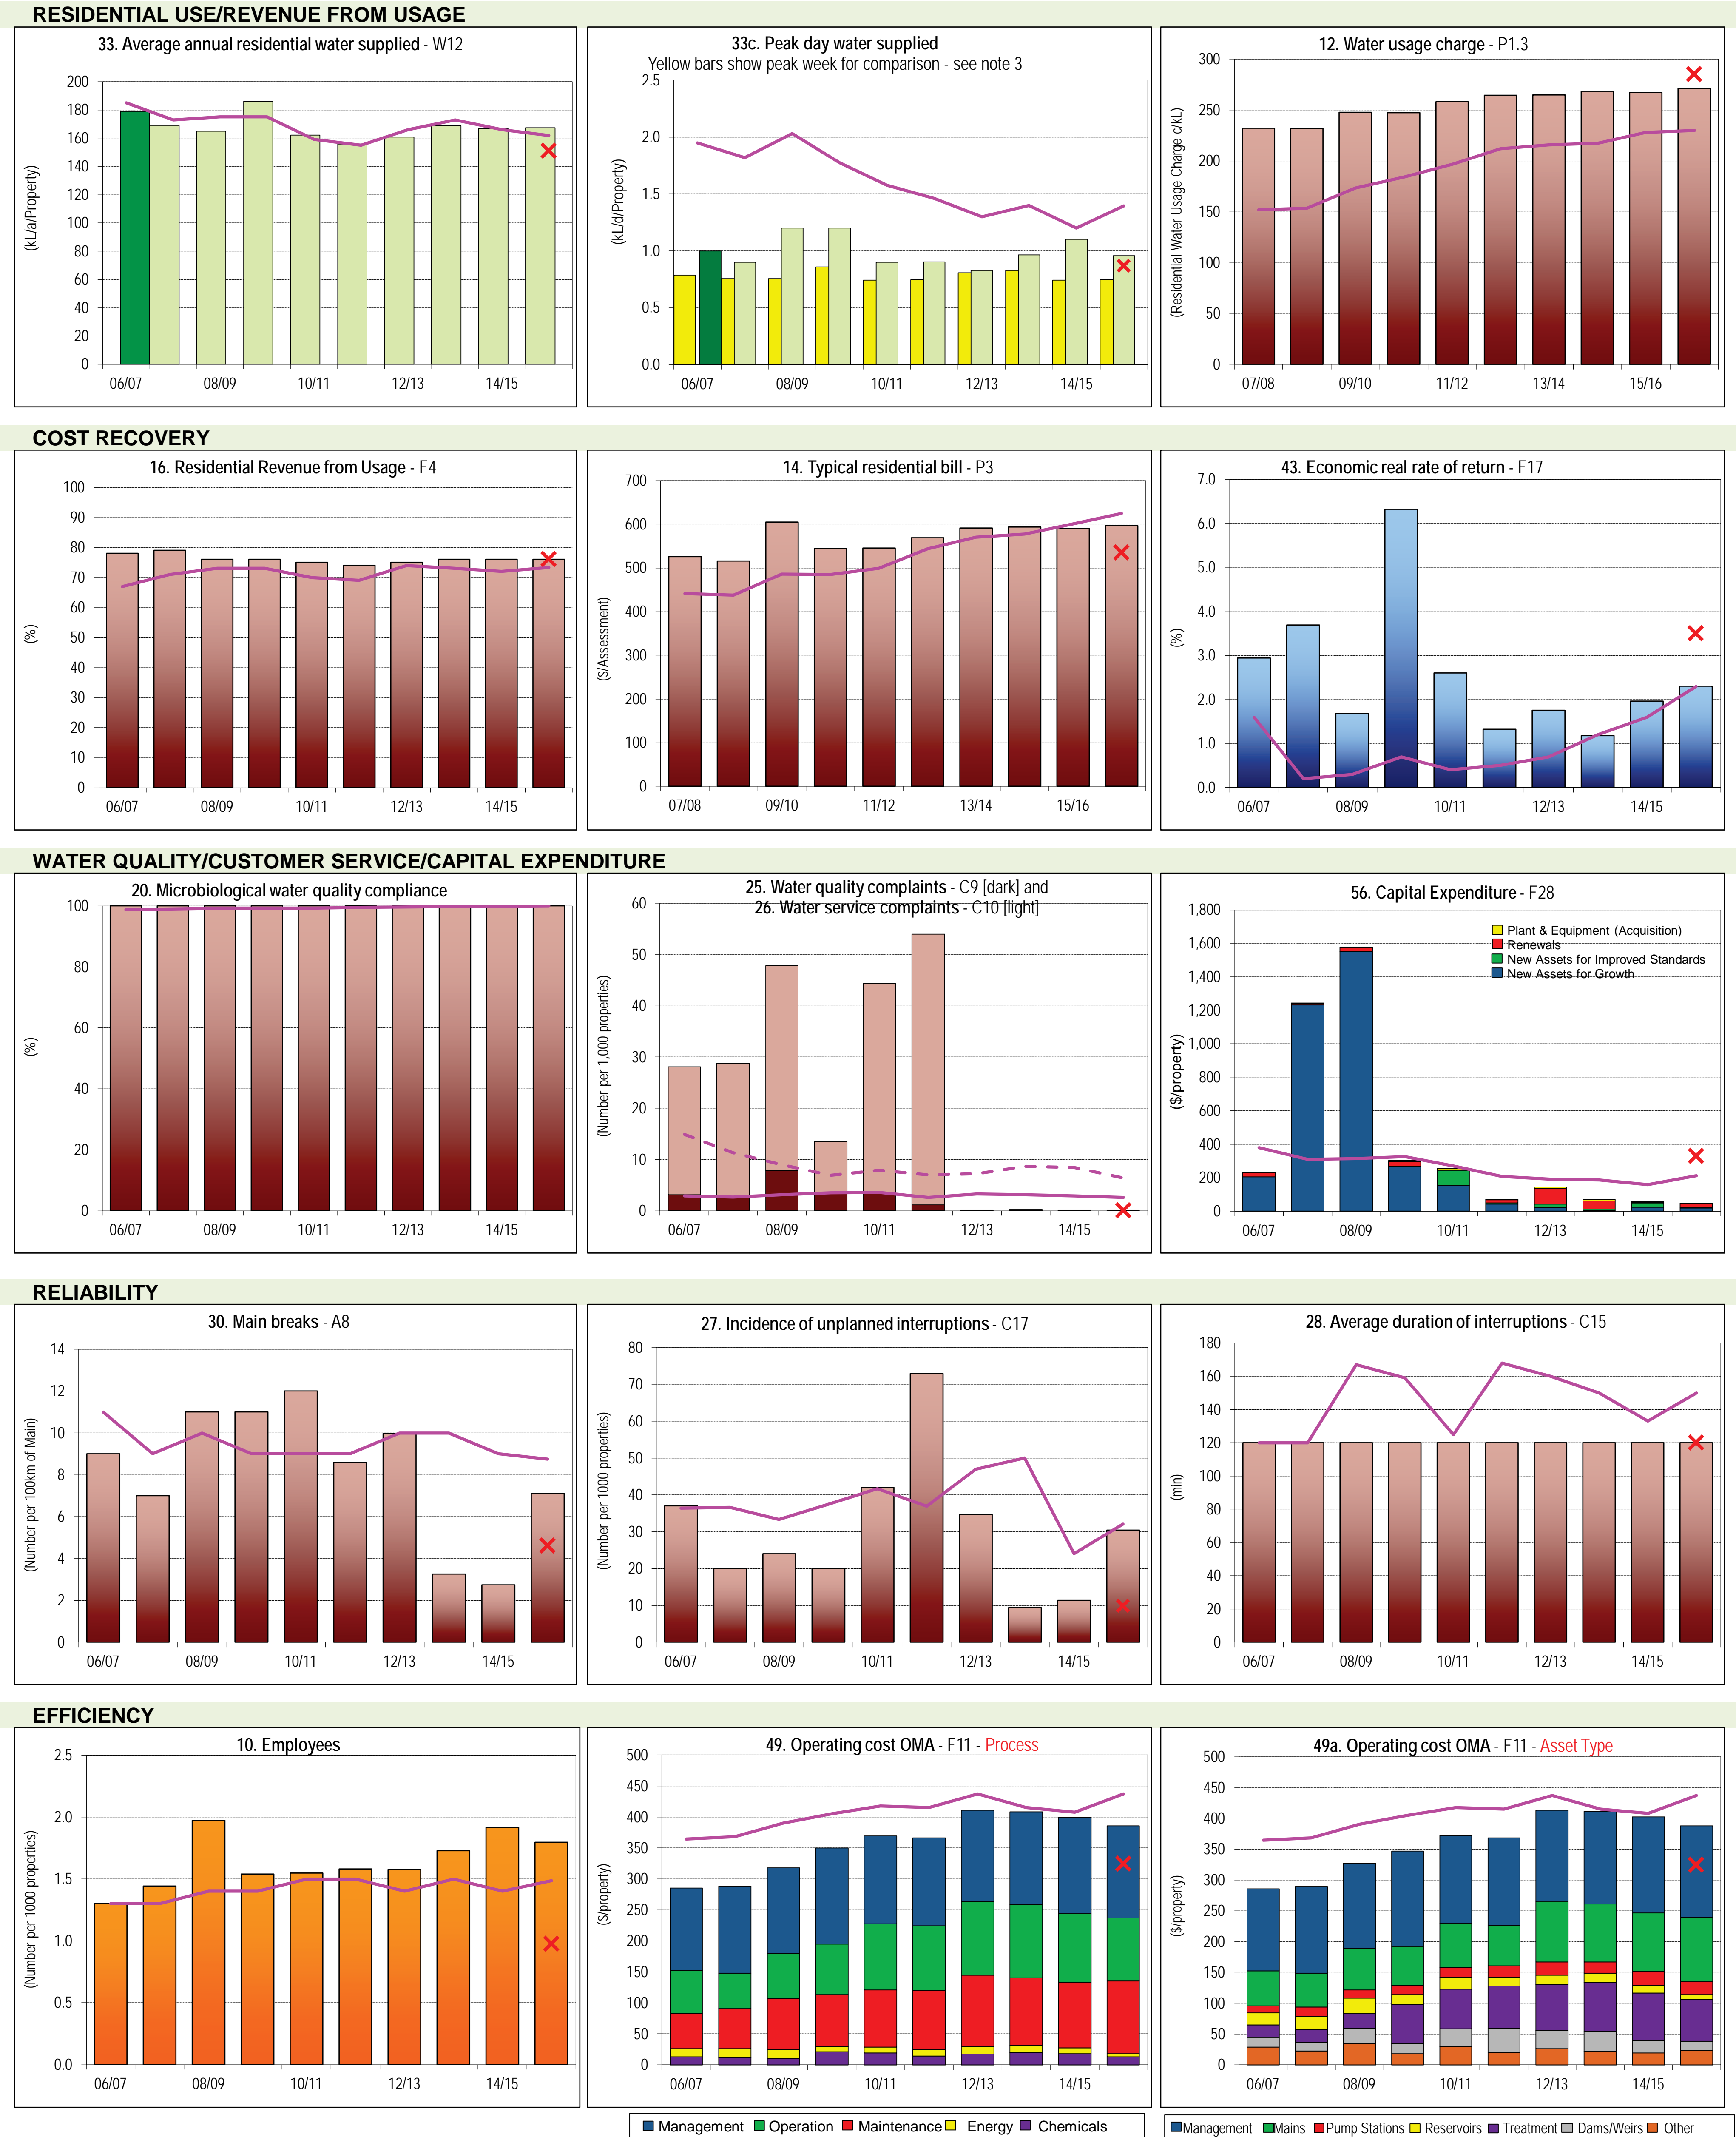 RESIDENTIAL USE/REVENUE FROM USAGE
33. Average annual residential water supplied - W12
(kL/a/Property)
200
180
160
140
120
100
80
60
40
20
0
06/07 08/09 10/11 12/13 14/15
33c. Peak day water supplied
Yellow bars show peak week for comparison - see note 3
(kL/d/Property)
2.5
2.0
1.5
1.0
0.5
0.0
06/07 08/09 10/11 12/13 14/15
12. Water usage charge - P1.3
(Residential Water Usage Charge c/kL)
300
250
200
150
100
50
0
07/08 09/10 11/12 13/14 15/16
COST RECOVERY
16. Residential Revenue from Usage - F4
(%)
100
90
80
70
60
50
40
30
20
10
0
06/07 08/09 10/11 12/13 14/15
14. Typical residential bill - P3
($/Assessment)
700
600
500
400
300
200
100
0
07/08 09/10 11/12 13/14 15/16
43. Economic real rate of return - F17
(%)
7.0
6.0
5.0
4.0
3.0
2.0
1.0
0.0
06/07 08/09 10/11 12/13 14/15
WATER QUALITY/CUSTOMER SERVICE/CAPITAL EXPENDITURE
20. Microbiological water quality compliance
(%)
100
80
60
40
20
0
06/07 08/09 10/11 12/13 14/15
25. Water quality complaints - C9 [dark] and
26. Water service complaints - C10 [light]
(Number per 1,000 properties)
60
50
40
30
20
10
0
06/07 08/09 10/11 12/13 14/15
56. Capital Expenditure - F28
($/property)
1,800
1,600
1,400
1,200
1,000
800
600
400
200
0
Plant & Equipment (Acquisition)
Renewals
New Assets for Improved Standards
New Assets for Growth
06/07 08/09 10/11 12/13 14/15
RELIABILITY
30. Main breaks - A8
(Number per 100km of Main)
14
12
10
8
6
4
2
0
06/07 08/09 10/11 12/13 14/15
27. Incidence of unplanned interruptions - C17
(Number per 1000 properties)
80
70
60
50
40
30
20
10
0
06/07 08/09 10/11 12/13 14/15
28. Average duration of interruptions - C15
(min)
180
160
140
120
100
80
60
40
20
0
06/07 08/09 10/11 12/13 14/15
EFFICIENCY
10. Employees
(Number per 1000 properties)
2.5
2.0
1.5
1.0
0.5
0.0
06/07 08/09 10/11 12/13 14/15
49. Operating cost OMA - F11 - Process
($/property)
500
450
400
350
300
250
200
150
100
50
0
06/07 08/09 10/11 12/13 14/15
Management Operation Maintenance Energy Chemicals
49a. Operating cost OMA - F11 - Asset Type
($/property)
500
450
400
350
300
250
200
150
100
50
0
06/07 08/09 10/11 12/13 14/15
Management Mains Pump Stations Reservoirs Treatment Dams/Weirs Other